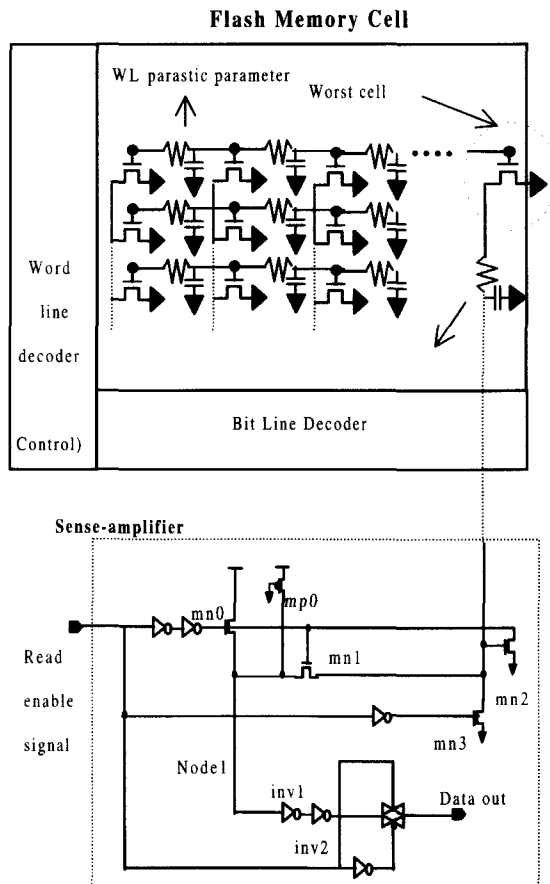 Flash Memory Cell
WL parastic parameter
Worst cell
Word
line
decoder
Control)
Bit Line Decoder
Sense-amplifier
mn0
mp0
mn1
mn2
Read
enable
signal
mn3
Node1
inv1
Data out
inv2